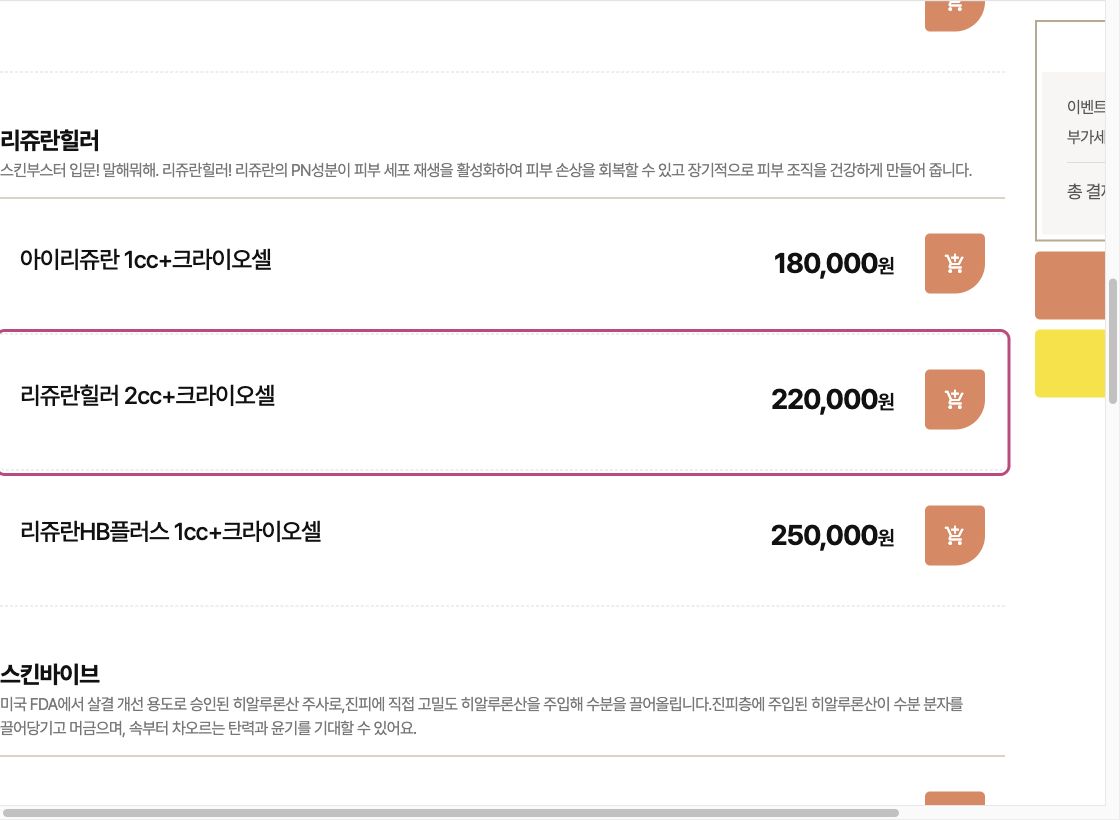 리쥬란힐러
스킨부스터 입문! 말해뭐해. 리쥬란힐러! 리쥬란의 PN성분이 피부 세포 재생을 활성화하여 피부 손상을 회복할 수 있고 장기적으로 피부 조직을 건강하게 만들어 줍니다.
아이리쥬란 1cc+크라이오셀
180,000원
리쥬란힐러 2cc+크라이오셀
220,000원
리쥬란HB플러스 1cc+크라이오셀
250,000원
스킨바이브
미국 FDA에서 살결 개선 용도로 승인된 히알루론산 주사로,진피에 직접 고밀도 히알루론산을 주입해 수분을 끌어올립니다.진피층에 주입된 히알루론산이 수분 분자를
끌어당기고 머금으며, 속부터 차오르는 탄력과 윤기를 기대할 수 있어요.
이벤트
부가세
총 결